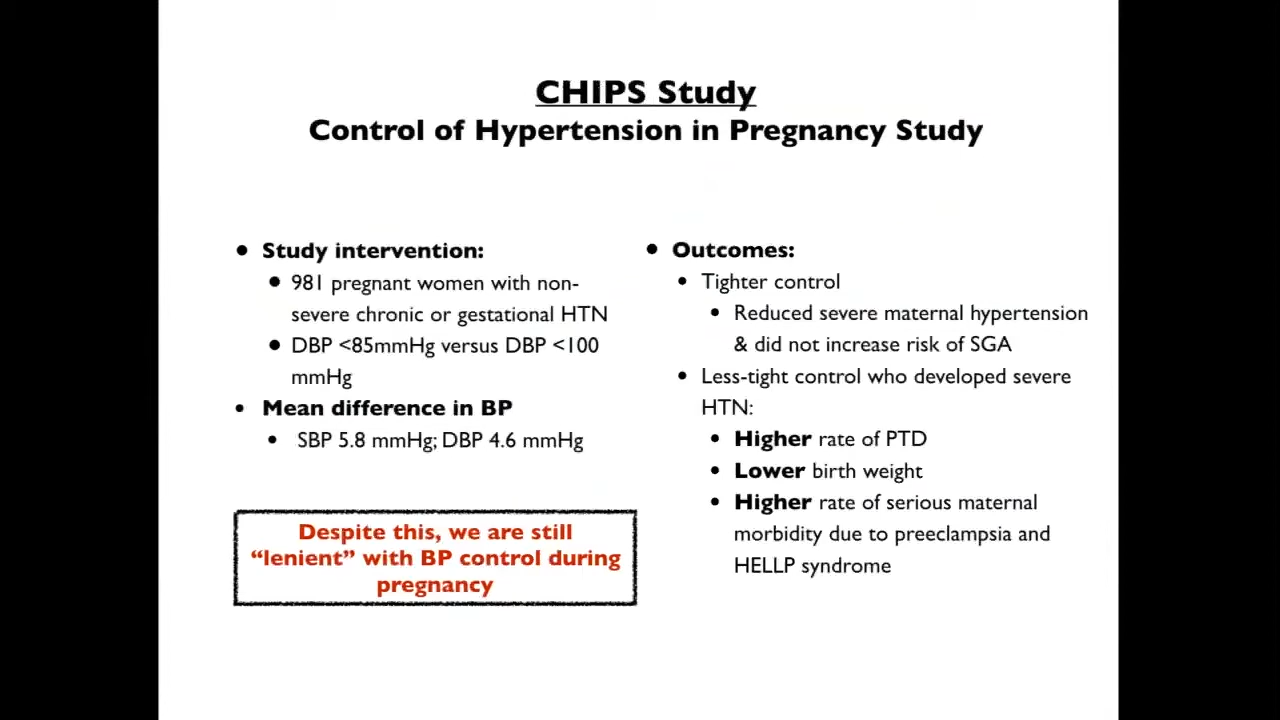 CHIPS Study
Control of Hypertension in Pregnancy Study
• Study intervention:
• 981 pregnant women with non-
severe chronic or gestational HTN
• DBP <85mmHg versus DBP <100
mmHg
• Mean difference in BP
• SBP 5.8 mmHg; DBP 4.6 mmHg
Despite this, we are still
“lenient” with BP control during
pregnancy
• Outcomes:
• Tighter control
• Reduced severe maternal hypertension
& did not increase risk of SGA
• Less-tight control who developed severe
HTN:
• Higher rate of PTD
• Lower birth weight
• Higher rate of serious maternal
morbidity due to preeclampsia and
HELLP syndrome